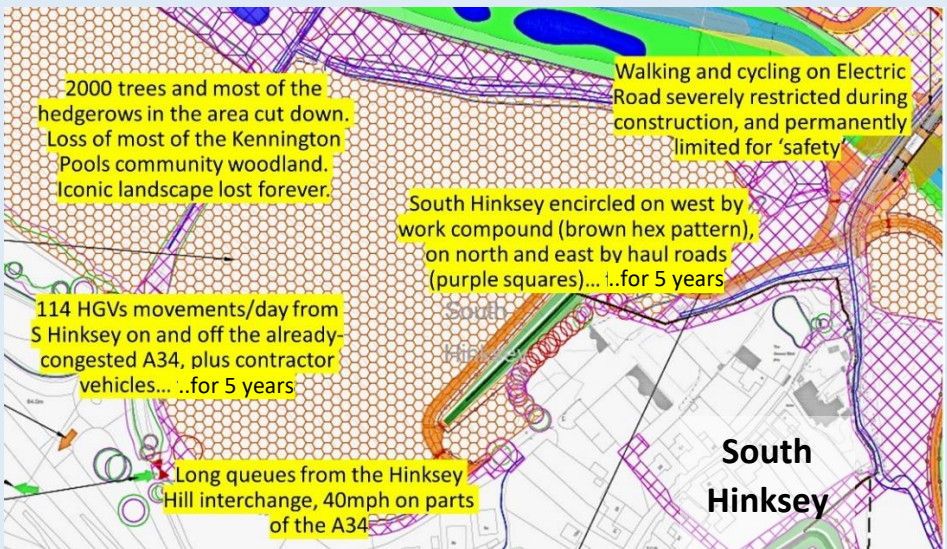 2000 trees and most of the
hedgerows in the area cut down.
Loss of most of the Kennington
Pools community woodland.
Iconic landscape lost forever.
Walking and cycling on Electric
Road severely restricted during
construction, and permanently
limited for ‘safety’
South Hinksey encircled on west by
work compound (brown hex pattern),
on north and east by haul roads
(purple squares)... ..for 5 years
South
Hinksey
114 HGVs movements/day from
S Hinksey on and off the already-
congested A34, plus contractor
vehicles... ..for 5 years
Long queues from the Hinksey
Hill interchange, 40mph on parts
of the A34
South
Hinksey